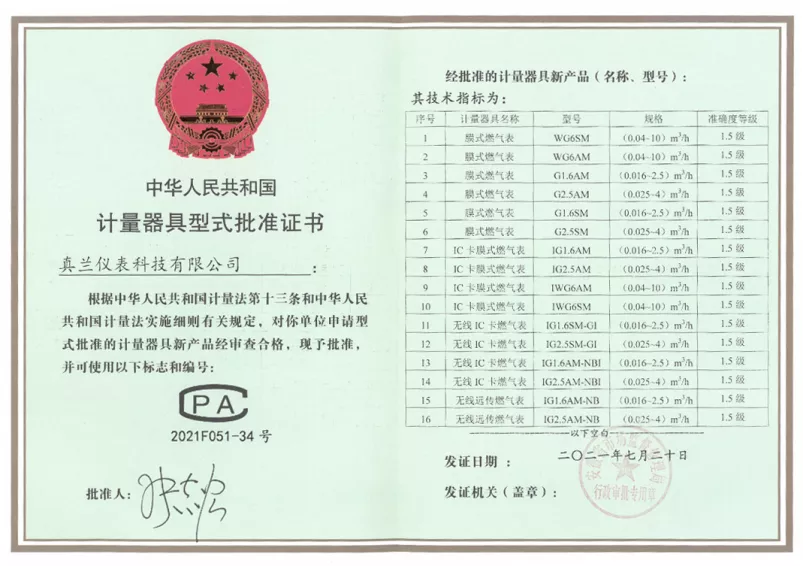 中华人民共和国
计量器具型式批准证书
真兰仪表科技有限公司：
根据中华人民共和国计量法第十三条和中华人民
共和国计量法实施细则有关规定，对你单位申请型
式批准的计量器具新产品经审查合格，现予批准，
并可使用以下标志和编号：
CPA
2021F051-34 号
批准人：
经批准的计量器具新产品（名称、型号）：
其技术指标为：
序号 计量器具名称 型号 规格 准确度等级
1 膜式燃气表 WG6SM （0.04-10）m³/h 1.5 级
2 膜式燃气表 WG6AM （0.04-10）m³/h 1.5 级
3 膜式燃气表 G1.6AM （0.016-2.5）m³/h 1.5 级
4 膜式燃气表 G2.5AM （0.025-4）m³/h 1.5 级
5 膜式燃气表 G1.6SM （0.016-2.5）m³/h 1.5 级
6 膜式燃气表 G2.5SM （0.025-4）m³/h 1.5 级
7 IC 卡膜式燃气表 IG1.6AM （0.016-2.5）m³/h 1.5 级
8 IC 卡膜式燃气表 IG2.5AM （0.025-4）m³/h 1.5 级
9 IC 卡膜式燃气表 IWG6AM （0.04-10）m³/h 1.5 级
10 IC 卡膜式燃气表 IWG6SM （0.04-10）m³/h 1.5 级
11 无线 IC 卡燃气表 IG1.6SM-GI （0.016-2.5）m³/h 1.5 级
12 无线 IC 卡燃气表 IG2.5SM-GI （0.025-4）m³/h 1.5 级
13 无线 IC 卡燃气表 IG1.6AM-NBI （0.016-2.5）m³/h 1.5 级
14 无线 IC 卡燃气表 IG2.5AM-NBI （0.025-4）m³/h 1.5 级
15 无线远传燃气表 IG1.6AM-NB （0.016-2.5）m³/h 1.5 级
16 无线远传燃气表 IG2.5AM-NB （0.025-4）m³/h 1.5 级
以下空白
发证日期： 二〇二一年七月二十日
发证机关（盖章）：
行政审批专用章